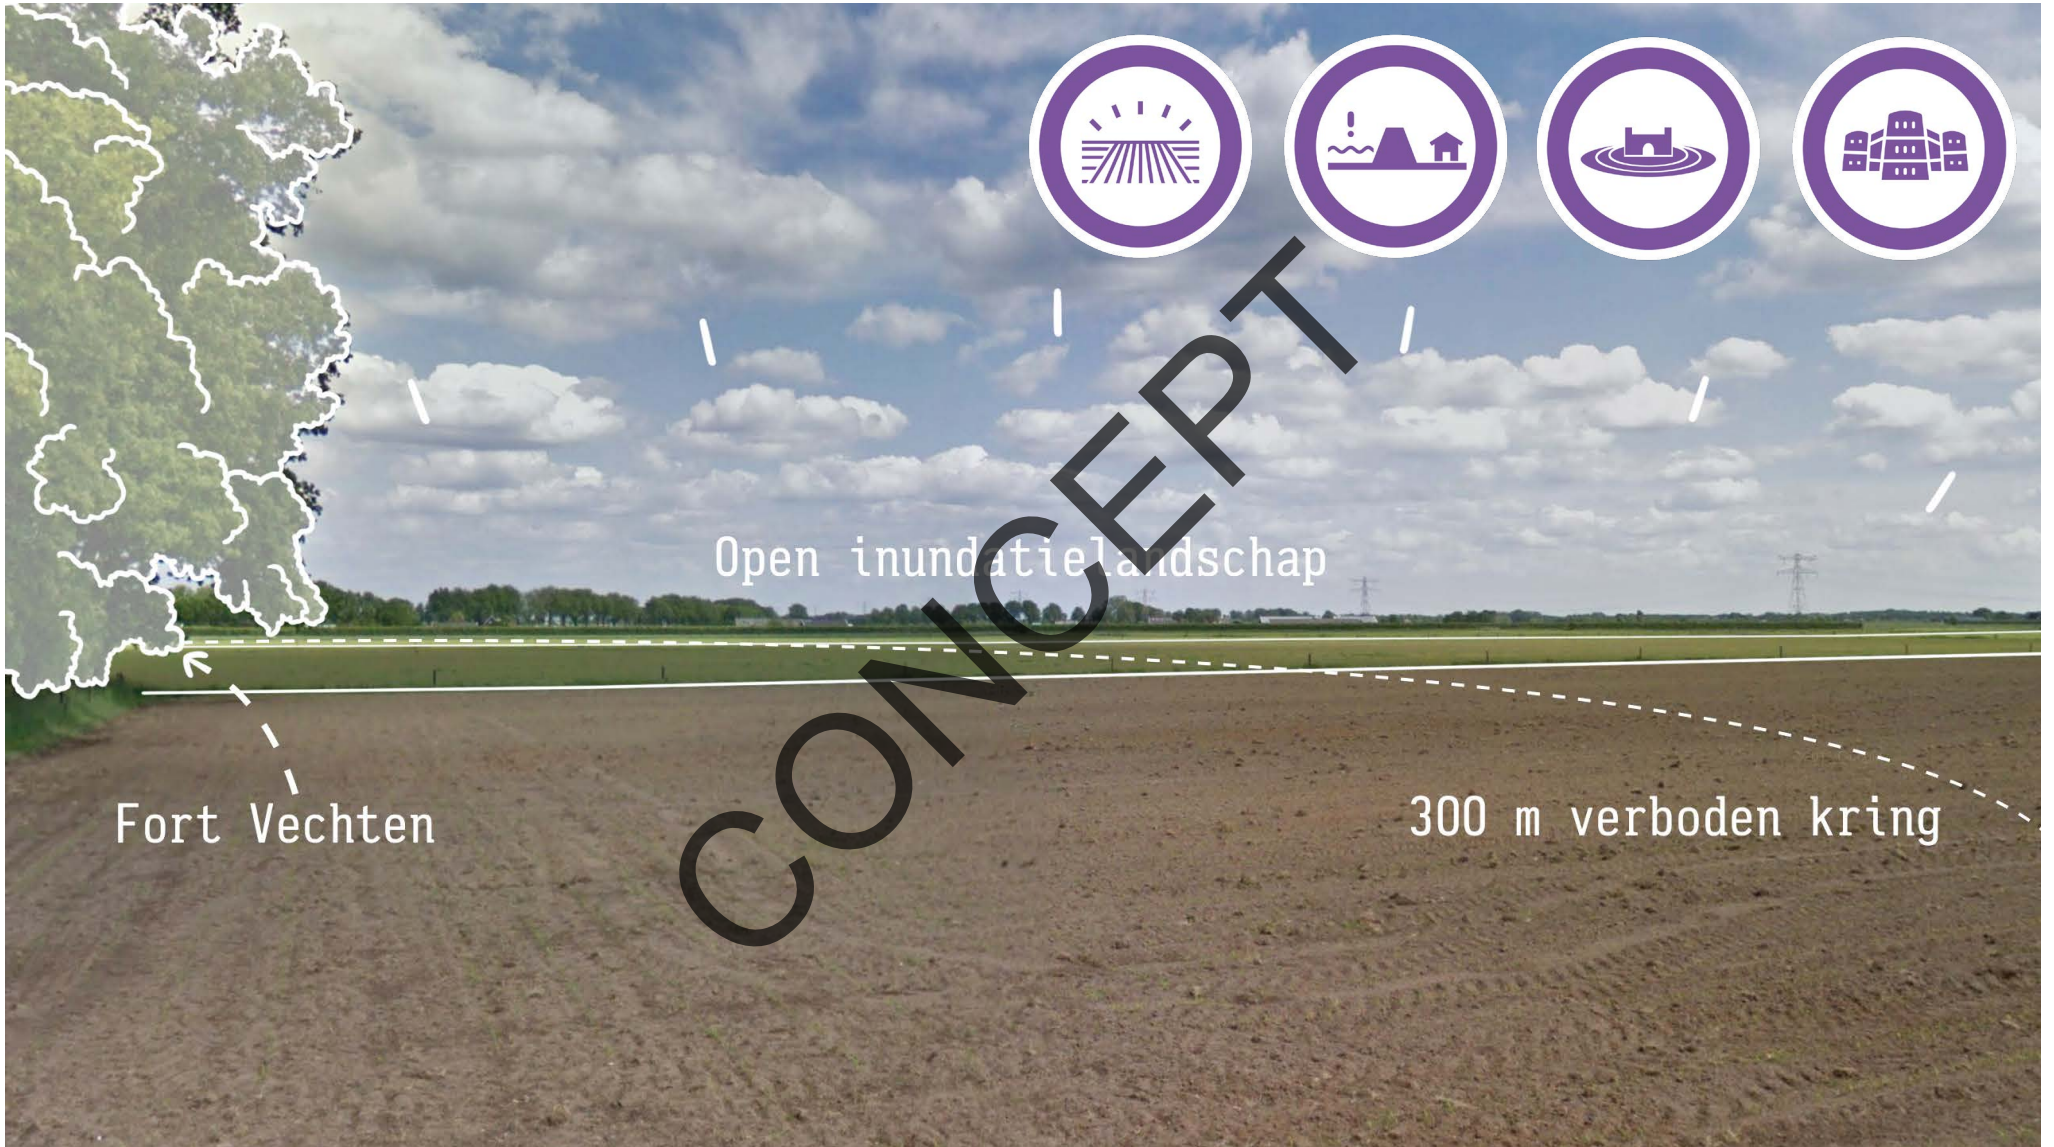 Open inundatielandschap
CONCEPT
Fort Vechten
300 m verboden kring